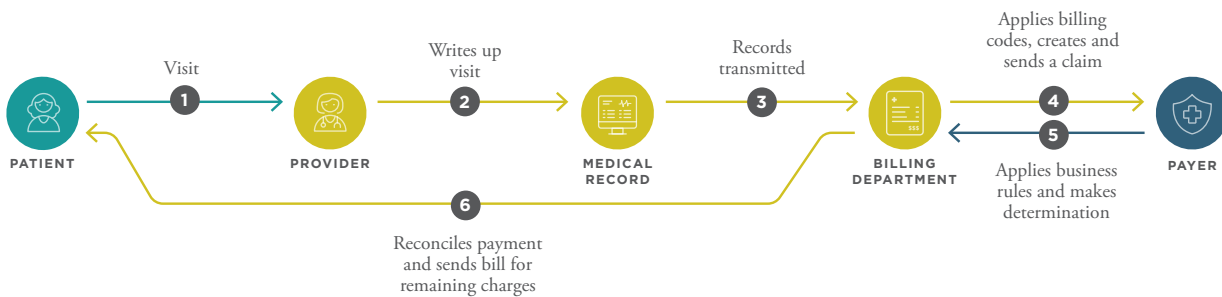 Visit
1
PATIENT
Writes up
visit
2
PROVIDER
Records
transmitted
3
MEDICAL
RECORD
Applies billing
codes, creates and
sends a claim
4
$$$
BILLING
DEPARTMENT
5
Applies business
rules and makes
determination
PAYER
6
Reconciles payment
and sends bill for
remaining charges